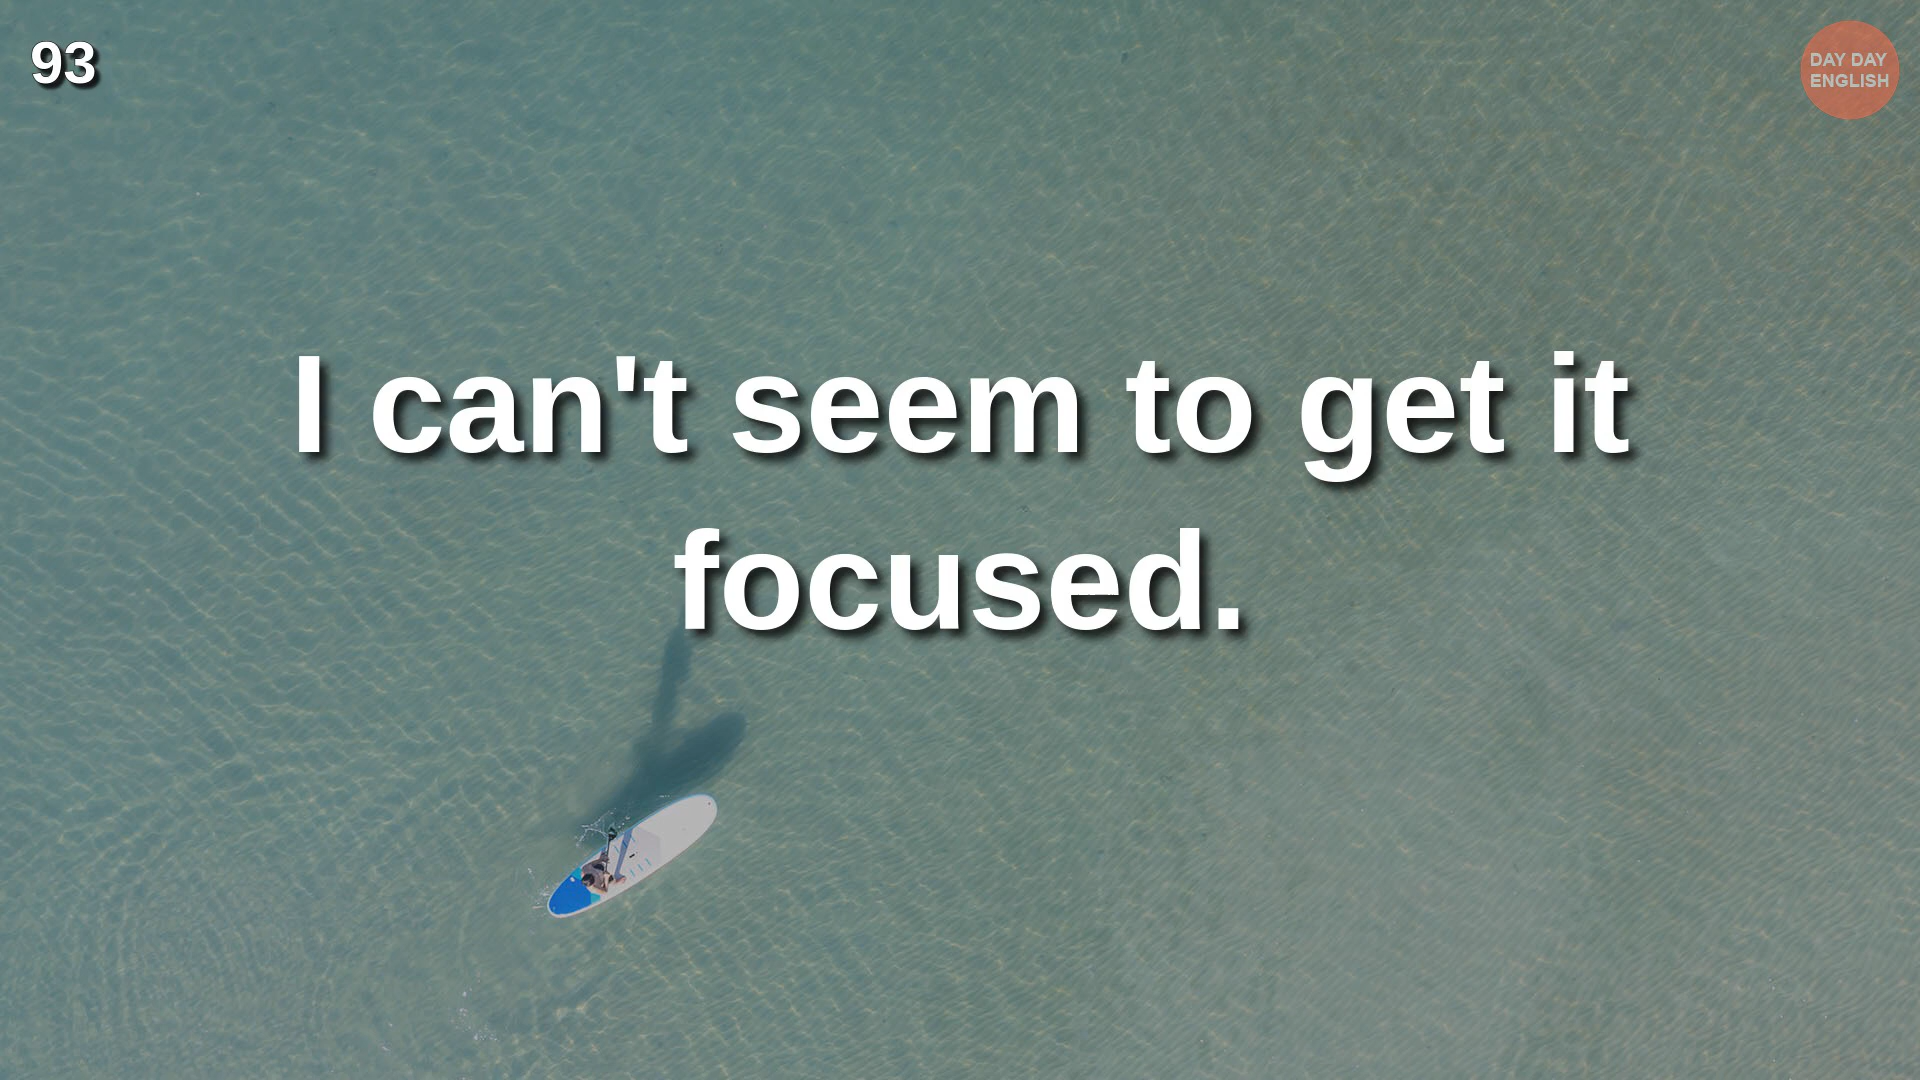 93
DAY DAY
ENGLISH
I can't seem to get it
focused.